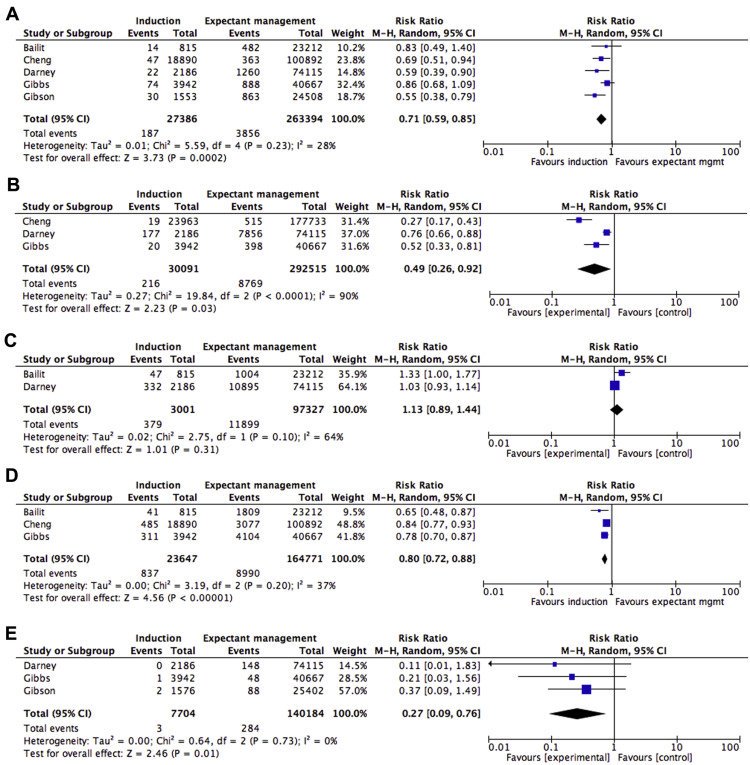 A
Induction Expectant management Risk Ratio Risk Ratio
Study or Subgroup Events Total Events Total Weight M-H, Random, 95% CI M-H, Random, 95% CI
Bailit 14 815 482 23212 10.2% 0.83 [0.49, 1.40]
Cheng 47 18890 363 100892 23.8% 0.69 [0.51, 0.94]
Darney 22 2186 1260 74115 14.8% 0.59 [0.39, 0.90]
Gibbs 74 3942 888 40667 32.4% 0.86 [0.68, 1.09]
Gibson 30 1553 863 24508 18.7% 0.55 [0.38, 0.79]
Total (95% CI) 27386 263394 100.0% 0.71 [0.59, 0.85]
Total events 187 3856
Heterogeneity: Tau² = 0.01; Chi² = 5.59, df = 4 (P = 0.23); I² = 28%
Test for overall effect: Z = 3.73 (P = 0.0002)
0.01 0.1 1 10 100
Favours induction Favours expectant mgmt
B
Induction Expectant management Risk Ratio Risk Ratio
Study or Subgroup Events Total Events Total Weight M-H, Random, 95% CI M-H, Random, 95% CI
Cheng 19 23963 515 177733 31.4% 0.27 [0.17, 0.43]
Darney 177 2186 7856 74115 37.0% 0.76 [0.66, 0.88]
Gibbs 20 3942 398 40667 31.6% 0.52 [0.33, 0.81]
Total (95% CI) 30091 292515 100.0% 0.49 [0.26, 0.92]
Total events 216 8769
Heterogeneity: Tau² = 0.27; Chi² = 19.84, df = 2 (P < 0.0001); I² = 90%
Test for overall effect: Z = 2.23 (P = 0.03)
0.01 0.1 1 10 100
Favours [experimental] Favours [control]
C
Induction Expectant management Risk Ratio Risk Ratio
Study or Subgroup Events Total Events Total Weight M-H, Random, 95% CI M-H, Random, 95% CI
Bailit 47 815 1004 23212 35.9% 1.33 [1.00, 1.77]
Darney 332 2186 10895 74115 64.1% 1.03 [0.93, 1.14]
Total (95% CI) 3001 97327 100.0% 1.13 [0.89, 1.44]
Total events 379 11899
Heterogeneity: Tau² = 0.02; Chi² = 2.75, df = 1 (P = 0.10); I² = 64%
Test for overall effect: Z = 1.01 (P = 0.31)
0.01 0.1 1 10 100
Favours [experimental] Favours [control]
D
Induction Expectant management Risk Ratio Risk Ratio
Study or Subgroup Events Total Events Total Weight M-H, Random, 95% CI M-H, Random, 95% CI
Bailit 41 815 1809 23212 9.5% 0.65 [0.48, 0.87]
Cheng 485 18890 3077 100892 48.8% 0.84 [0.77, 0.93]
Gibbs 311 3942 4104 40667 41.8% 0.78 [0.70, 0.87]
Total (95% CI) 23647 164771 100.0% 0.80 [0.72, 0.88]
Total events 837 8990
Heterogeneity: Tau² = 0.00; Chi² = 3.19, df = 2 (P = 0.20); I² = 37%
Test for overall effect: Z = 4.56 (P < 0.00001)
0.01 0.1 1 10 100
Favours induction Favours expectant mgmt
E
Induction Expectant management Risk Ratio Risk Ratio
Study or Subgroup Events Total Events Total Weight M-H, Random, 95% CI M-H, Random, 95% CI
Darney 0 2186 148 74115 14.5% 0.11 [0.01, 1.83]
Gibbs 1 3942 48 40667 28.5% 0.21 [0.03, 1.56]
Gibson 2 1576 88 25402 57.0% 0.37 [0.09, 1.49]
Total (95% CI) 7704 140184 100.0% 0.27 [0.09, 0.76]
Total events 3 284
Heterogeneity: Tau² = 0.00; Chi² = 0.64, df = 2 (P = 0.73); I² = 0%
Test for overall effect: Z = 2.46 (P = 0.01)
0.01 0.1 1 10 100
Favours [experimental] Favours [control]